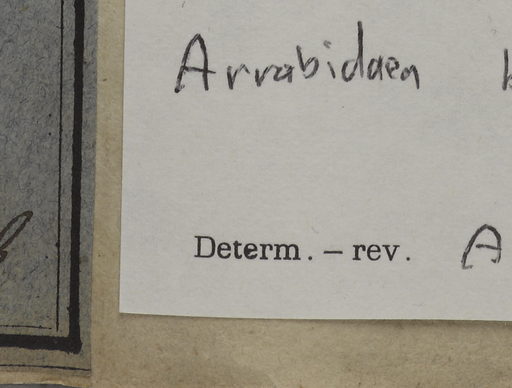 Arrabidaea
Determ. – rev. A